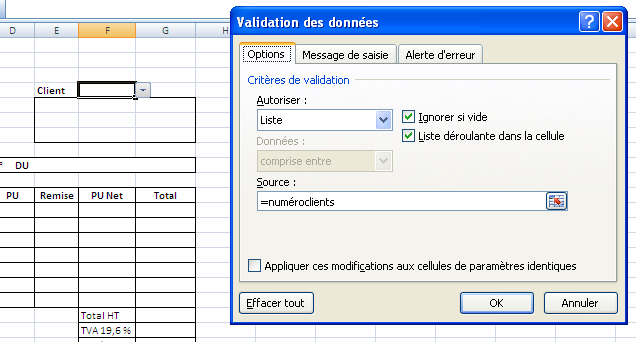 D E F G H
Client
° DU
PU Remise PU Net Total
Total HT
TVA 19,6 %
Validation des données
Options Message de saisie Alerte d'erreur
Critères de validation
Autoriser :
Liste
Ignorer si vide
Liste déroulante dans la cellule
Données :
comprise entre
Source :
=numéroclients
Appliquer ces modifications aux cellules de paramètres identiques
Effacer tout OK Annuler